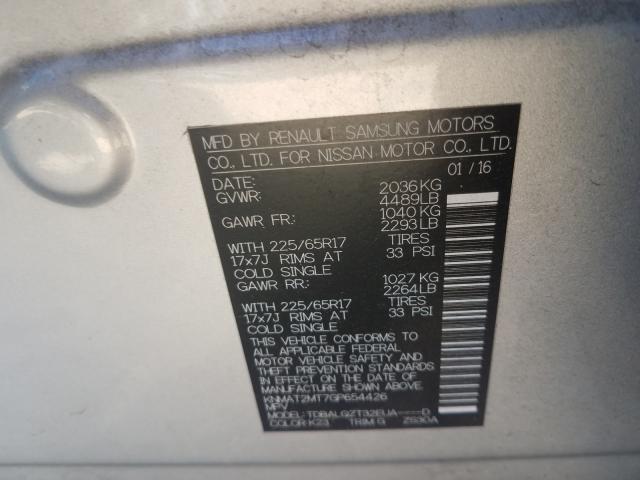 MFD BY RENAULT SAMSUNG MOTORS
CO., LTD. FOR NISSAN MOTOR CO., LTD.
DATE: 01 / 16
GVWR: 2036KG
4489LB
GAWR FR: 1040 KG
2293 LB
WITH 225/65R17 TIRES
17x7J RIMS AT 33 PSI
COLD SINGLE
GAWR RR: 1027 KG
2264LB
WITH 225/65R17 TIRES
17x7J RIMS AT 33 PSI
COLD SINGLE
THIS VEHICLE CONFORMS TO
ALL APPLICABLE FEDERAL
MOTOR VEHICLE SAFETY AND
THEFT PREVENTION STANDARDS
IN EFFECT ON THE DATE OF
MANUFACTURE SHOWN ABOVE.
KNMAT2MT7GP654426
MPV
MODEL: TDBALQZT32EUA----D
COLOR: K23 TRIM: G ZS30A